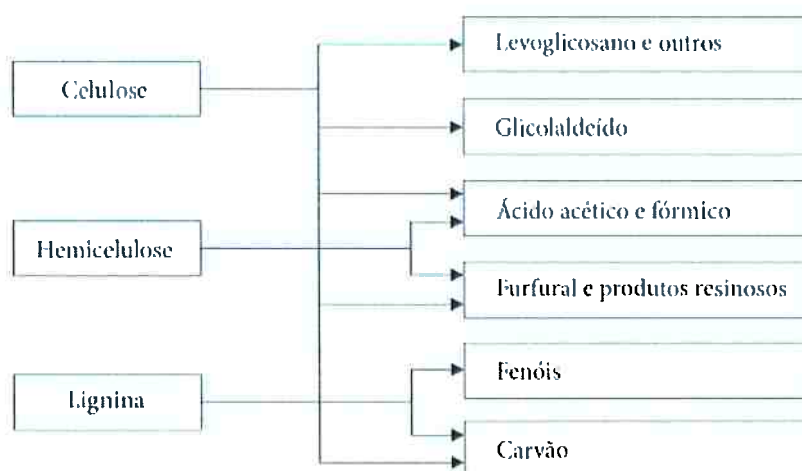 Celulose
Hemicelulose
Lignina
Levoglicosano e outros
Glicolaldeído
Ácido acético e fórmico
Furfural e produtos resinosos
Fenóis
Carvão